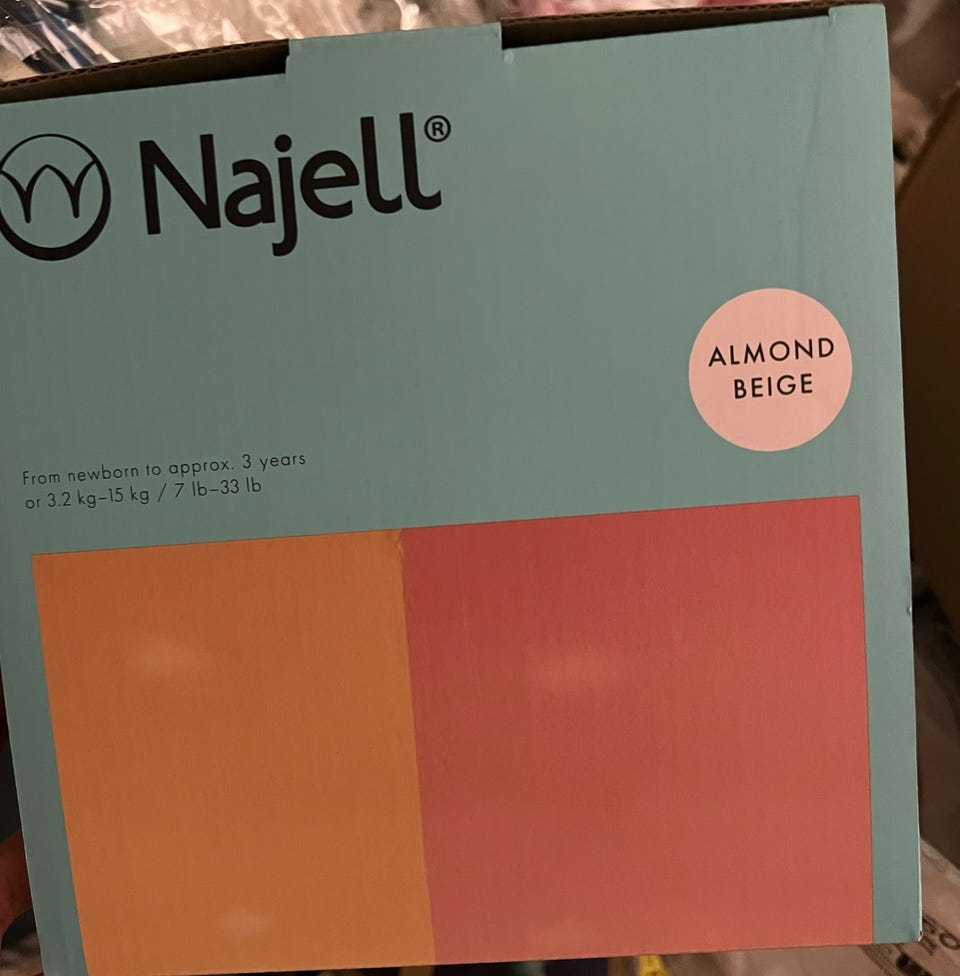 Najell®
ALMOND
BEIGE
From newborn to approx. 3 years
or 3.2 kg–15 kg / 7 lb–33 lb